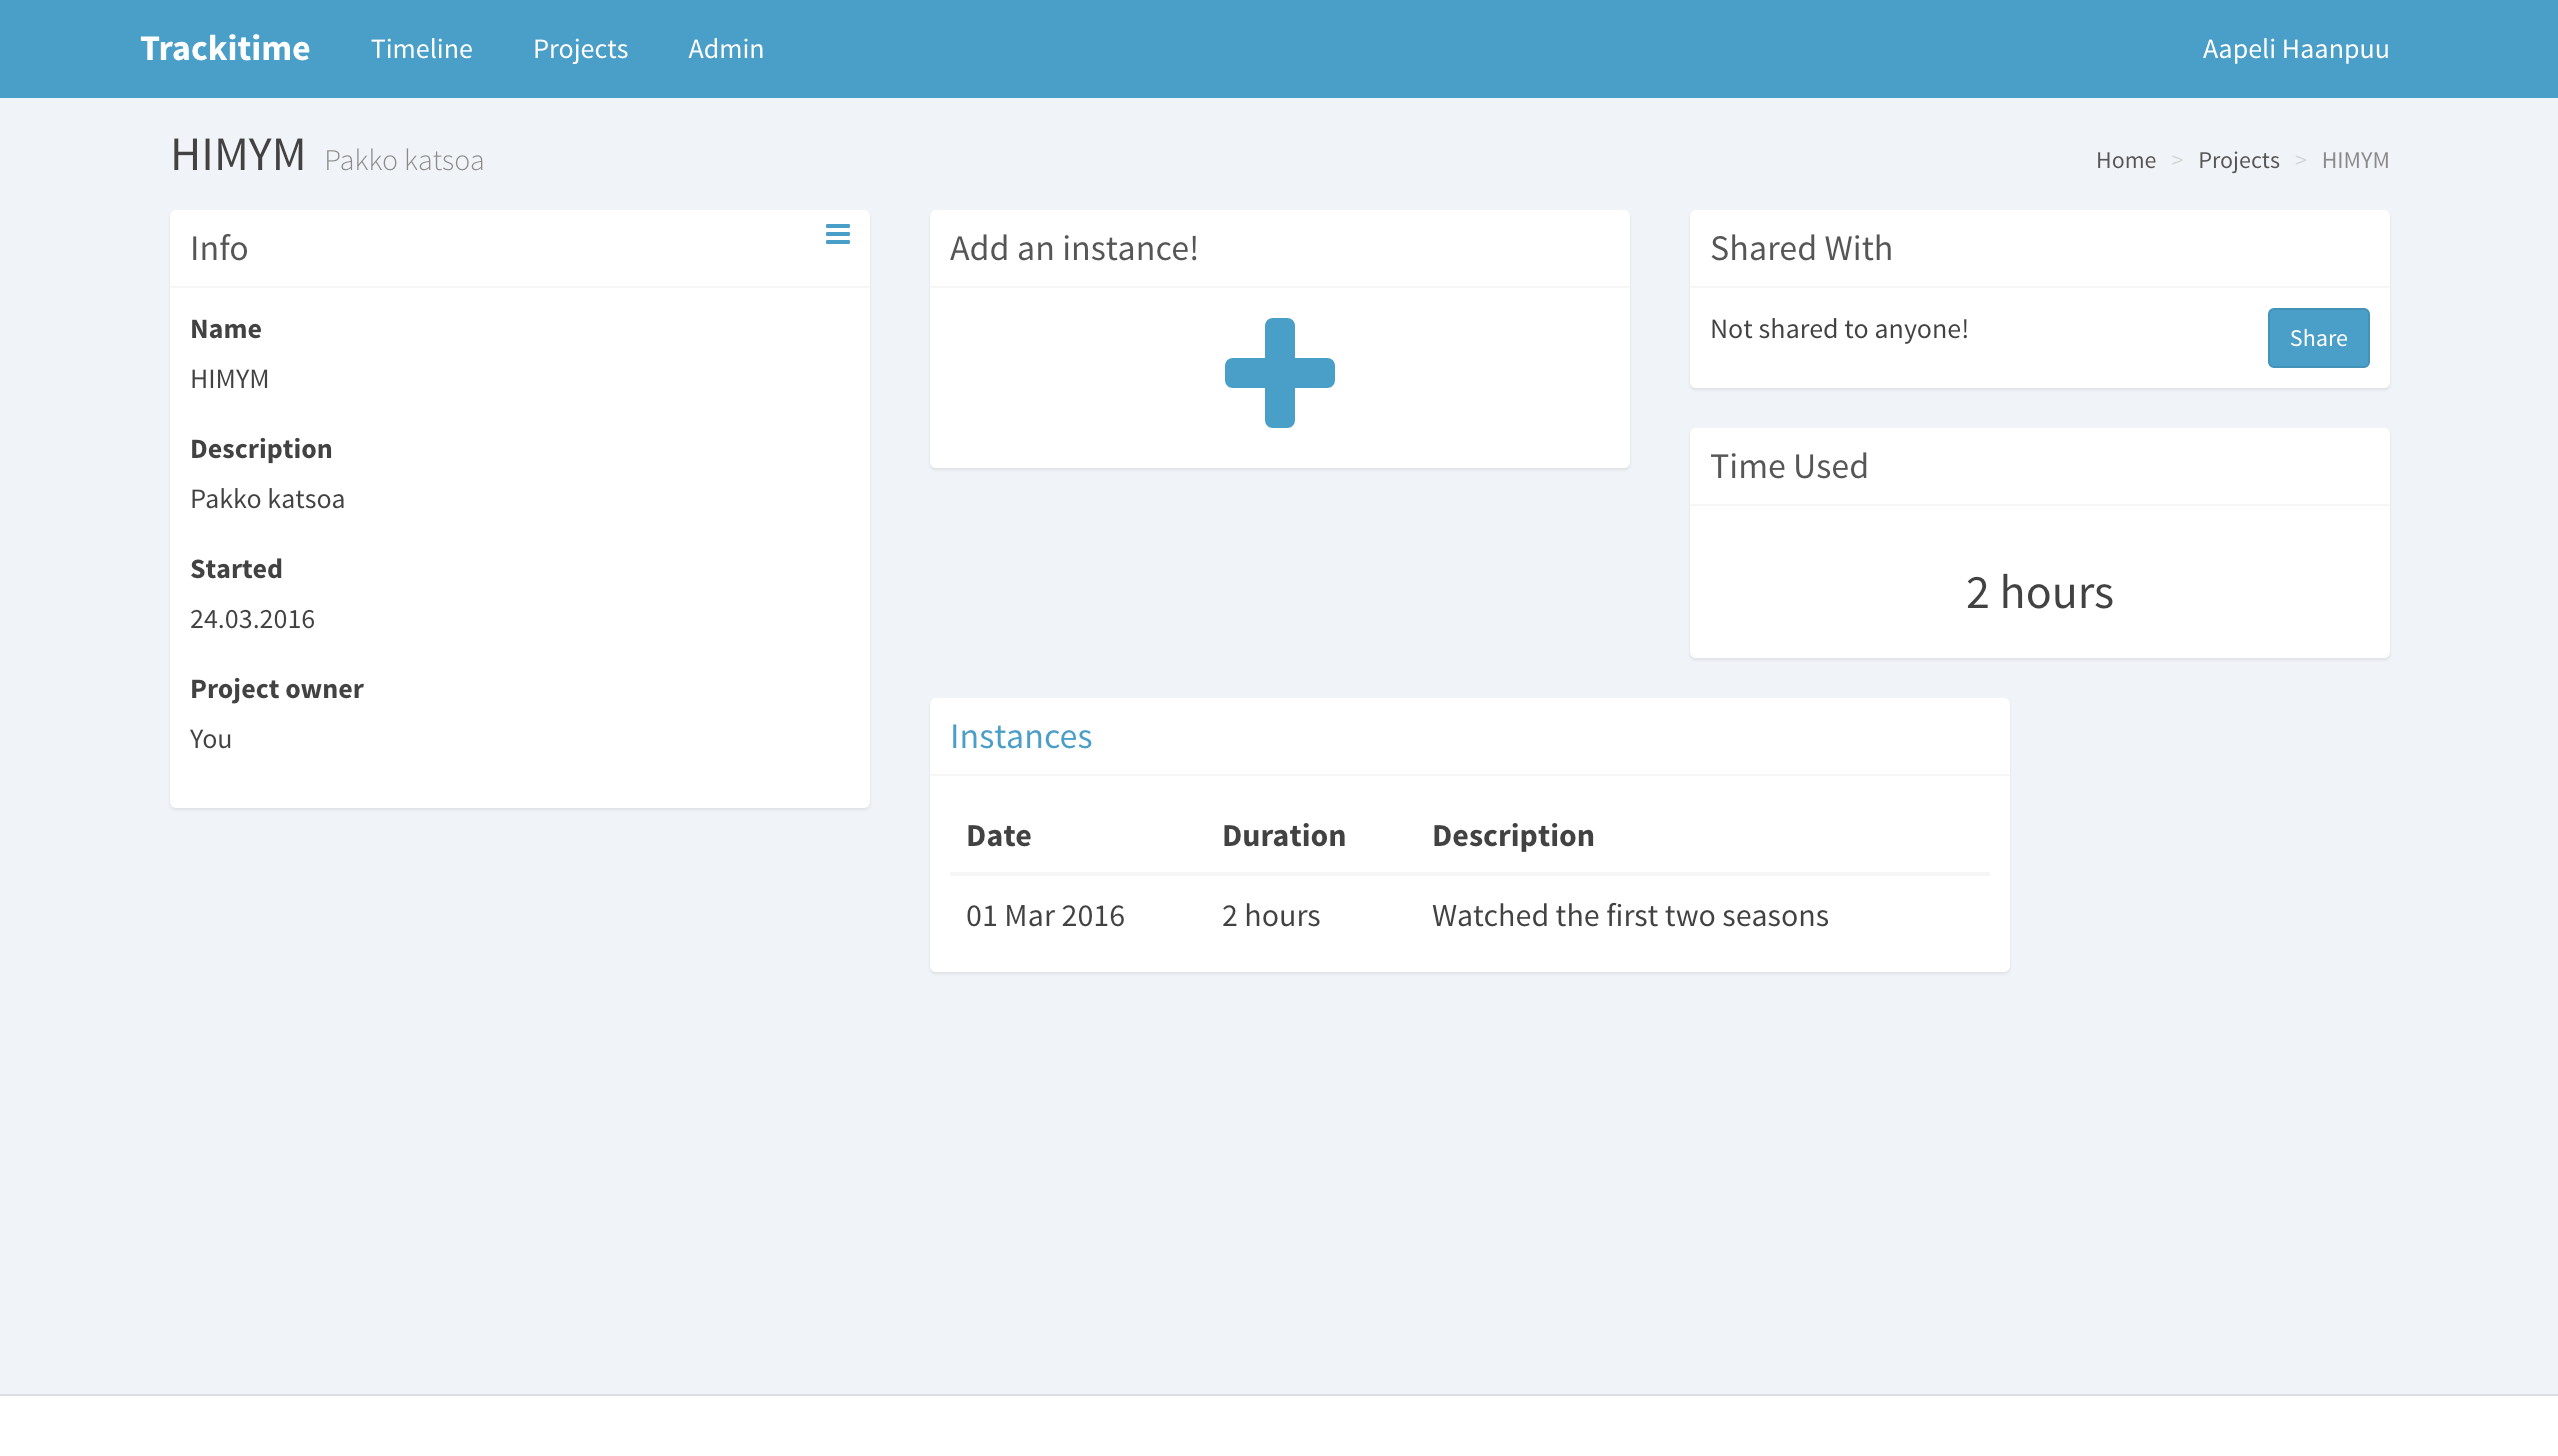 Trackitime Timeline Projects Admin Aapeli Haanpuu
HIMYM Pakko katsoa
Home > Projects > HIMYM
Info
Name
HIMYM
Description
Pakko katsoa
Started
24.03.2016
Project owner
You
Add an instance!
Shared With
Not shared to anyone!
Share
Time Used
2 hours
Instances
Date Duration Description
01 Mar 2016 2 hours Watched the first two seasons